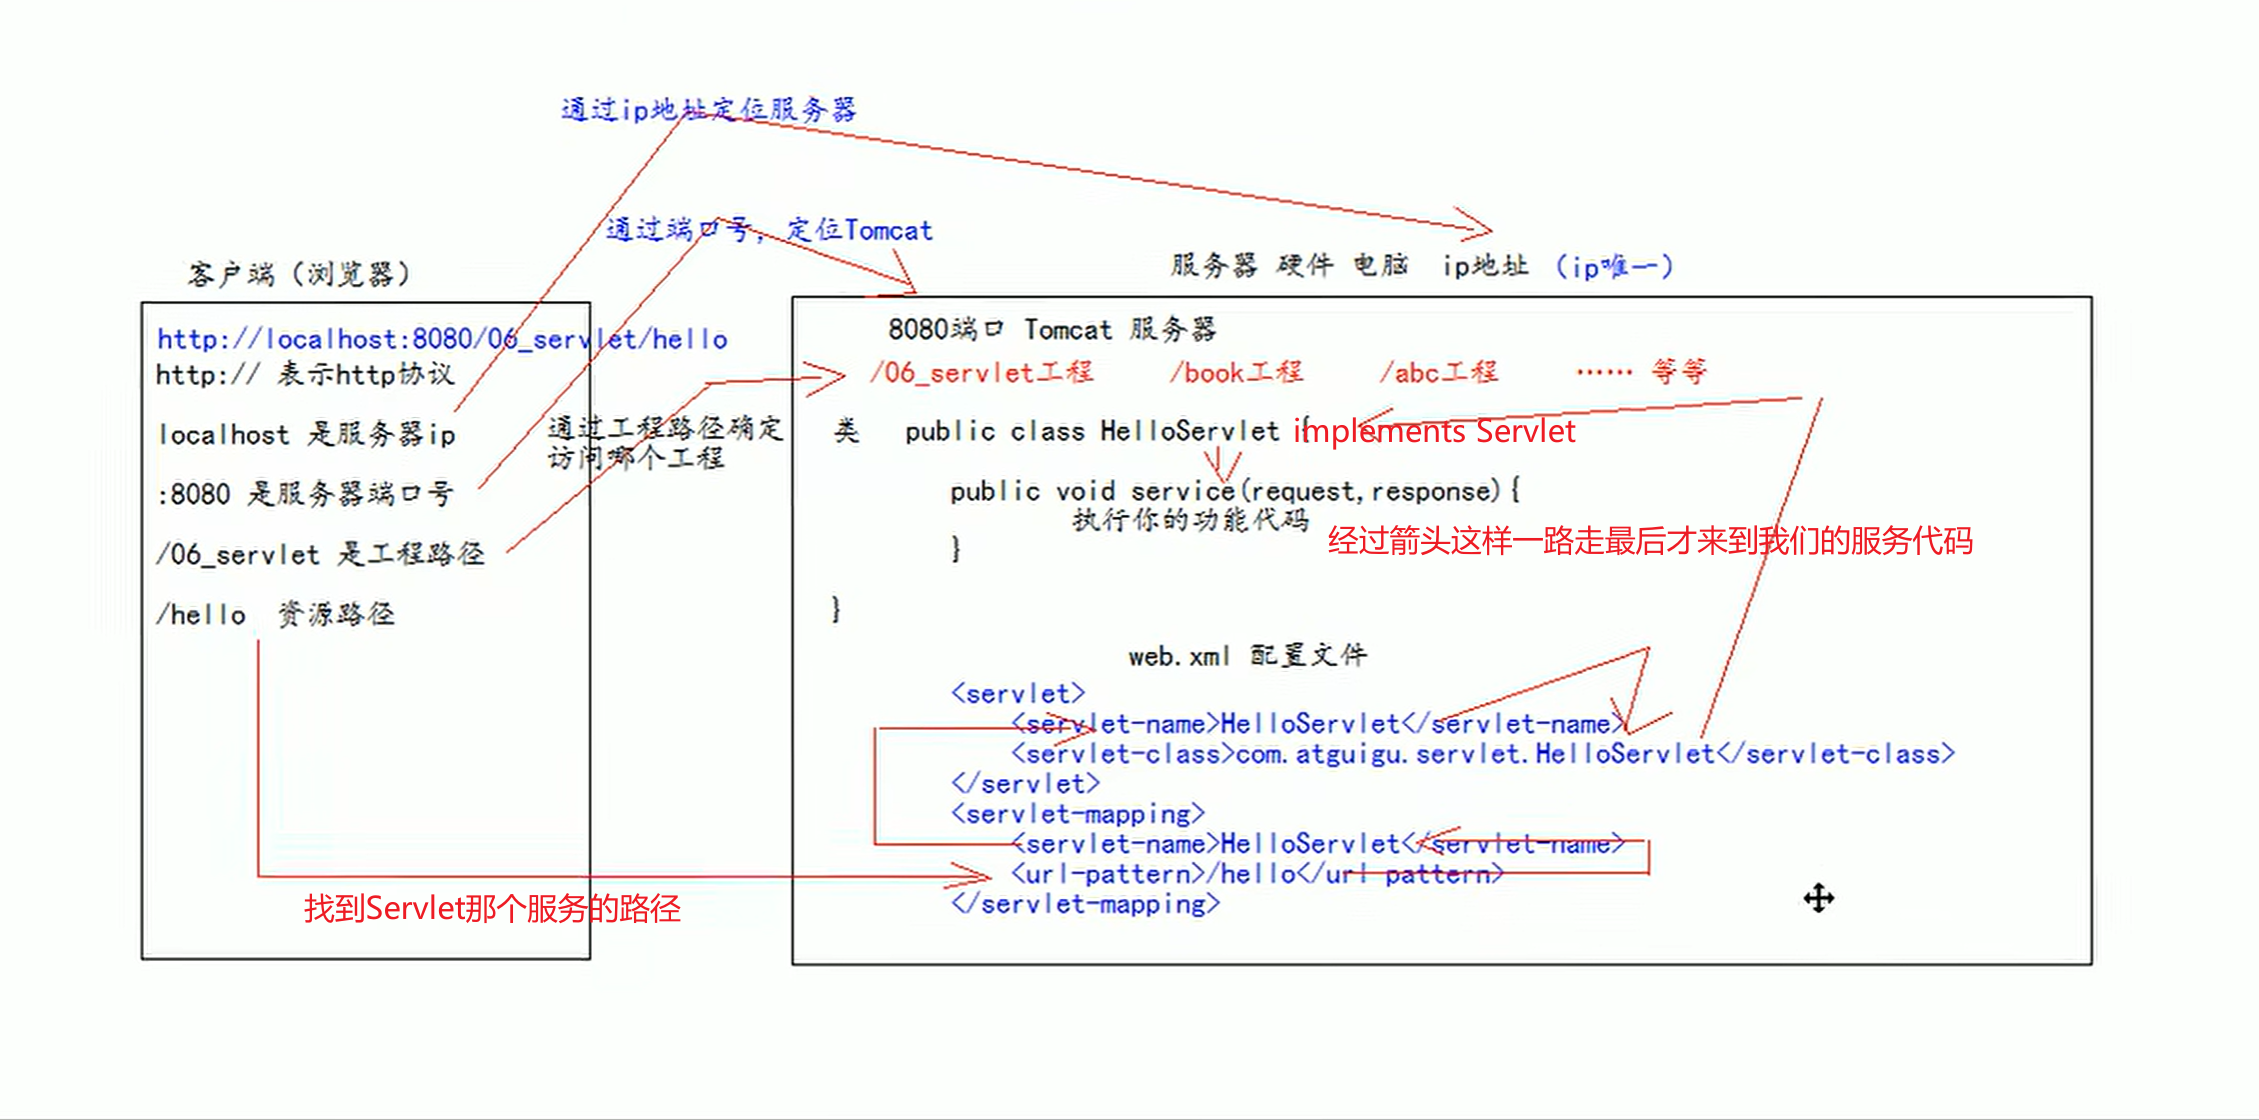 通过ip地址定位服务器
通过端口号，定位Tomcat
客户端（浏览器）
服务器 硬件 电脑 ip地址 （ip唯一）
http://localhost:8080/06_servlet/hello
http:// 表示http协议
localhost 是服务器ip
:8080 是服务器端口号
/06_servlet 是工程路径
/hello 资源路径
通过工程路径确定
访问哪个工程
找到Servlet那个服务的路径
8080端口 Tomcat 服务器
/06_servlet工程 /book工程 /abc工程 …… 等等
类 public class HelloServlet { implements Servlet
public void service(request,response){
执行你的功能代码
经过箭头这样一路走最后才来到我们的服务代码
}
}
web.xml 配置文件
<servlet>
<servlet-name>HelloServlet</servlet-name>
<servlet-class>com.atguigu.servlet.HelloServlet</servlet-class>
</servlet>
<servlet-mapping>
<servlet-name>HelloServlet</servlet-name>
<url-pattern>/hello</url-pattern>
</servlet-mapping>